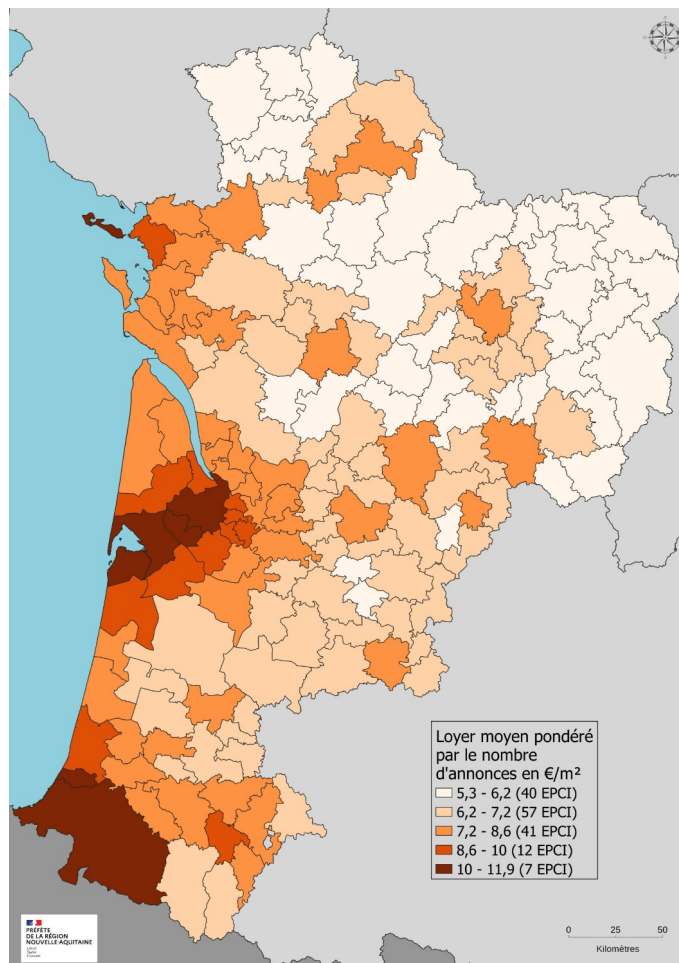 Loyer moyen pondéré
par le nombre
d'annonces en €/m²
5,3 - 6,2 (40 EPCI)
6,2 - 7,2 (57 EPCI)
7,2 - 8,6 (41 EPCI)
8,6 - 10 (12 EPCI)
10 - 11,9 (7 EPCI)
PRÉFÈTE
DE LA RÉGION
NOUVELLE-AQUITAINE
0 25 50
Kilomètres